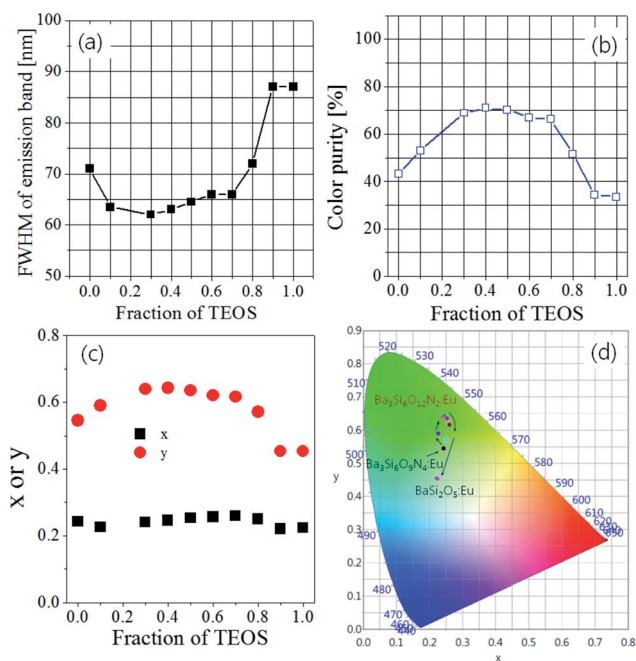 (a)
FWHM of emission band [nm]
100
90
80
70
60
50
0.0 0.2 0.4 0.6 0.8 1.0
Fraction of TEOS
(b)
Color purity [%]
100
80
60
40
20
0
0.0 0.2 0.4 0.6 0.8 1.0
Fraction of TEOS
(c)
x or y
0.8
0.6
0.4
0.2
0.0
x
y
0.0 0.2 0.4 0.6 0.8 1.0
Fraction of TEOS
(d)
y
0.9
0.8
0.7
0.6
0.5
0.4
0.3
0.2
0.1
0.0
520
530
540
550
560
570
580
590
600
610
620
510
500
490
480
470
460
Ba₃Si₆O₁₂N₂:Eu
Ba₃Si₆O₉N₄:Eu
BaSi₂O₅:Eu
0.0 0.1 0.2 0.3 0.4 0.5 0.6 0.7 0.8
x